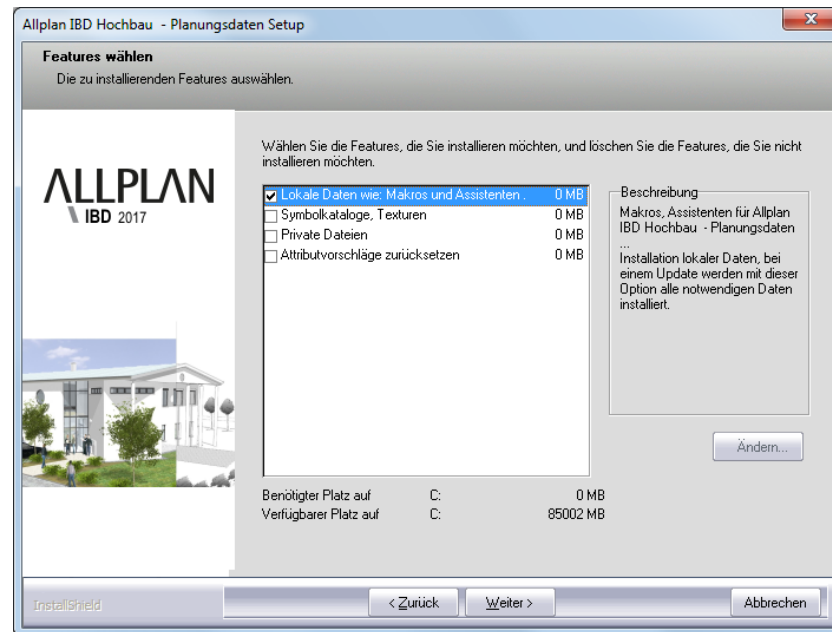 Allplan IBD Hochbau - Planungsdaten Setup
Features wählen
Die zu installierenden Features auswählen.
ALLPLAN
IBD 2017
Wählen Sie die Features, die Sie installieren möchten, und löschen Sie die Features, die Sie nicht
installieren möchten.
Lokale Daten wie: Makros und Assistenten . 0 MB
Symbolkataloge, Texturen 0 MB
Private Dateien 0 MB
Attributvorschläge zurücksetzen 0 MB
Beschreibung
Makros, Assistenten für Allplan
IBD Hochbau - Planungsdaten
...
Installation lokaler Daten, bei
einem Update werden mit dieser
Option alle notwendigen Daten
installiert.
Ändern...
Benötigter Platz auf C: 0 MB
Verfügbarer Platz auf C: 85002 MB
InstallShield
< Zurück
Weiter >
Abbrechen